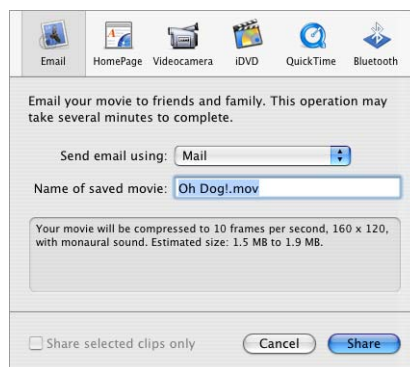 Email HomePage Videocamera iDVD QuickTime Bluetooth
Email your movie to friends and family. This operation may
take several minutes to complete.
Send email using: Mail
Name of saved movie: Oh Dog!.mov
Your movie will be compressed to 10 frames per second, 160 x 120,
with monaural sound. Estimated size: 1.5 MB to 1.9 MB.
Share selected clips only Cancel Share